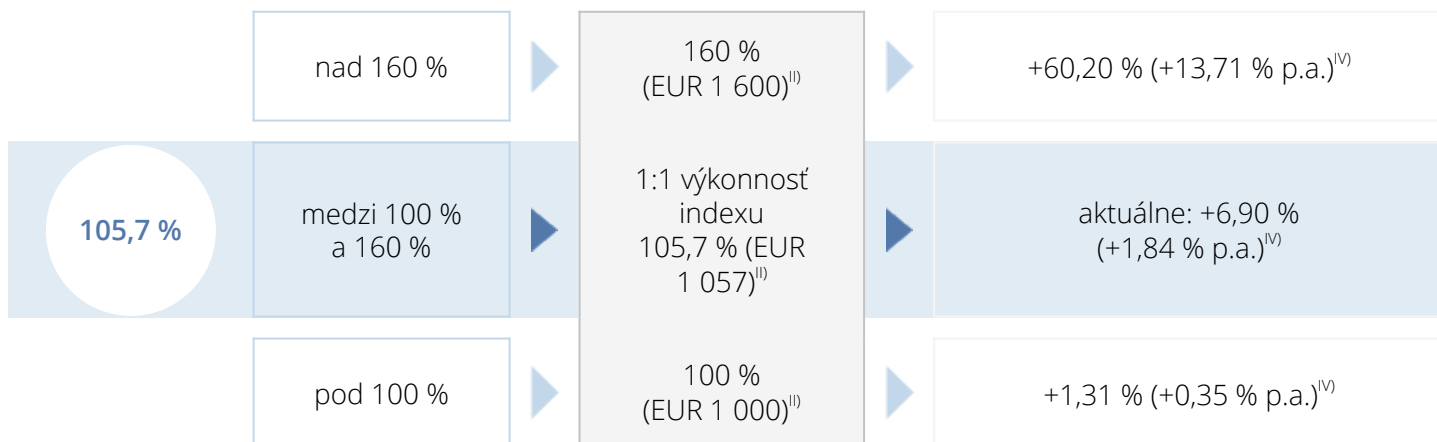 nad 160 %
160 %
(EUR 1 600)II)
+60,20 % (+13,71 % p.a.)IV)
105,7 %
medzi 100 %
a 160 %
1:1 výkonnosť
indexu
105,7 % (EUR
1 057)II)
aktuálne: +6,90 %
(+1,84 % p.a.)IV)
pod 100 %
100 %
(EUR 1 000)II)
+1,31 % (+0,35 % p.a.)IV)